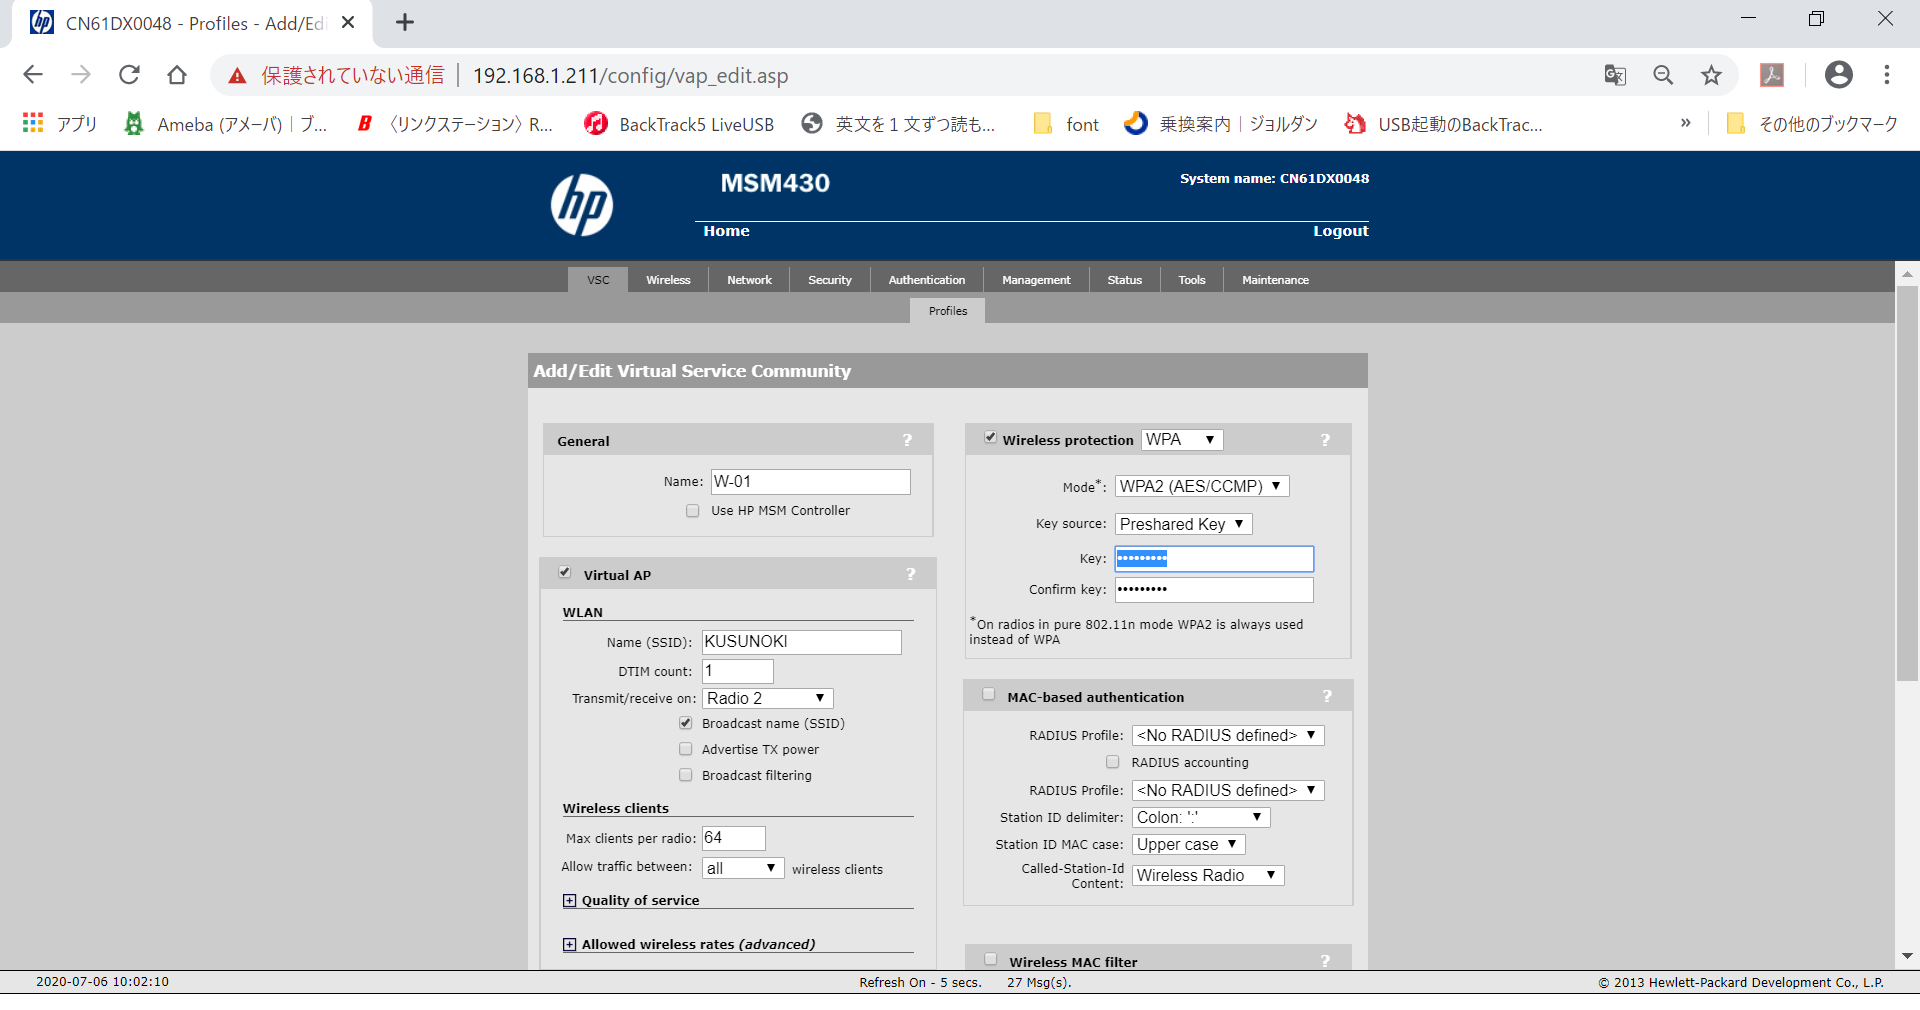 CN61DX0048 - Profiles - Add/Edi
保護されていない通信 192.168.1.211/config/vap_edit.asp
アプリ Ameba (アメーバ)｜ブ... 〈リンクステーション〉R... BackTrack5 LiveUSB 英文を１文ずつ読も... font 乗換案内｜ジョルダン USB起動のBackTrac... » その他のブックマーク
hp
MSM430
System name: CN61DX0048
Home Logout
VSC Wireless Network Security Authentication Management Status Tools Maintenance
Profiles
Add/Edit Virtual Service Community
General ?
Name: W-01
Use HP MSM Controller
Virtual AP ?
WLAN
Name (SSID): KUSUNOKI
DTIM count: 1
Transmit/receive on: Radio 2
Broadcast name (SSID)
Advertise TX power
Broadcast filtering
Wireless clients
Max clients per radio: 64
Allow traffic between: all wireless clients
Quality of service
Allowed wireless rates (advanced)
Wireless protection WPA ?
Mode*: WPA2 (AES/CCMP)
Key source: Preshared Key
Key: •••••••••
Confirm key: •••••••••
*On radios in pure 802.11n mode WPA2 is always used
instead of WPA
MAC-based authentication ?
RADIUS Profile: <No RADIUS defined>
RADIUS accounting
RADIUS Profile: <No RADIUS defined>
Station ID delimiter: Colon: ':'
Station ID MAC case: Upper case
Called-Station-Id
Content: Wireless Radio
Wireless MAC filter ?
2020-07-06 10:02:10 Refresh On - 5 secs. 27 Msg(s). © 2013 Hewlett-Packard Development Co., L.P.